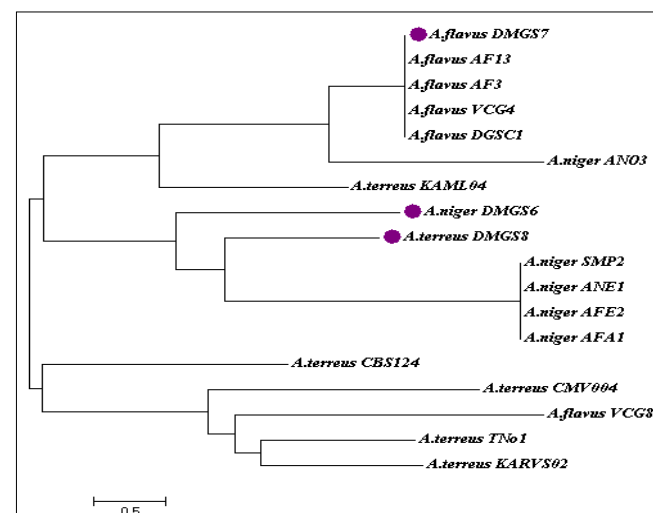 A.flavus DMGS7
A.flavus AF13
A.flavus AF3
A.flavus VCG4
A.flavus DGSC1
A.niger ANO3
A.terreus KAML04
A.niger DMGS6
A.terreus DMGS8
A.niger SMP2
A.niger ANE1
A.niger AFE2
A.niger AFA1
A.terreus CBS124
A.terreus CMV004
A.flavus VCG8
A.terreus TNo1
A.terreus KARVS02
0.5